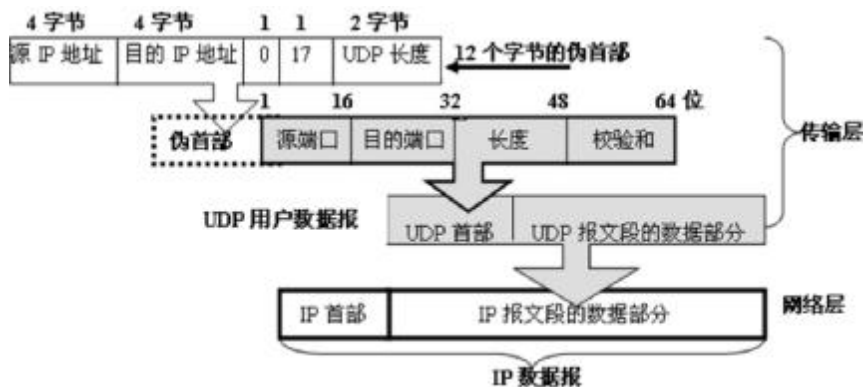 4 字节 4 字节 1 1 2 字节
源 IP 地址 目的 IP 地址 0 17 UDP 长度
12 个字节的伪首部
1 16 32 48 64 位
伪首部 源端口 目的端口 长度 校验和
传输层
UDP 用户数据报
UDP 首部 UDP 报文段的数据部分
IP 首部 IP 报文段的数据部分
网络层
IP 数据报